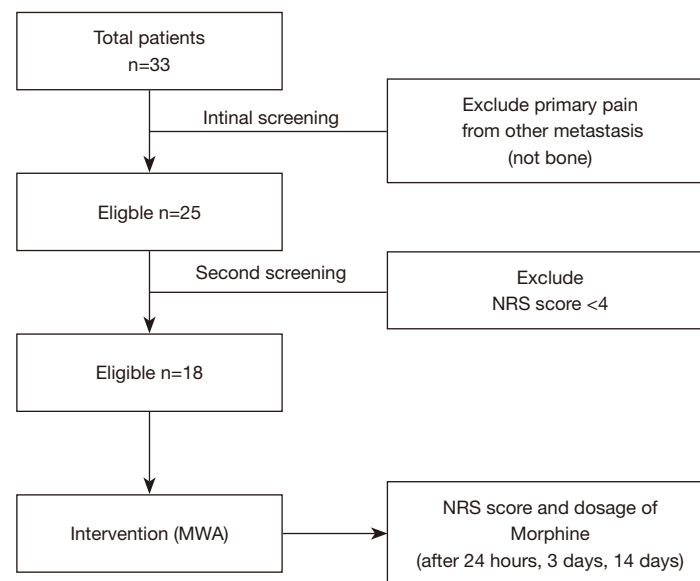 Total patients
n=33
Intinal screening
Exclude primary pain
from other metastasis
(not bone)
Eligble n=25
Second screening
Exclude
NRS score <4
Eligible n=18
Intervention (MWA)
NRS score and dosage of
Morphine
(after 24 hours, 3 days, 14 days)